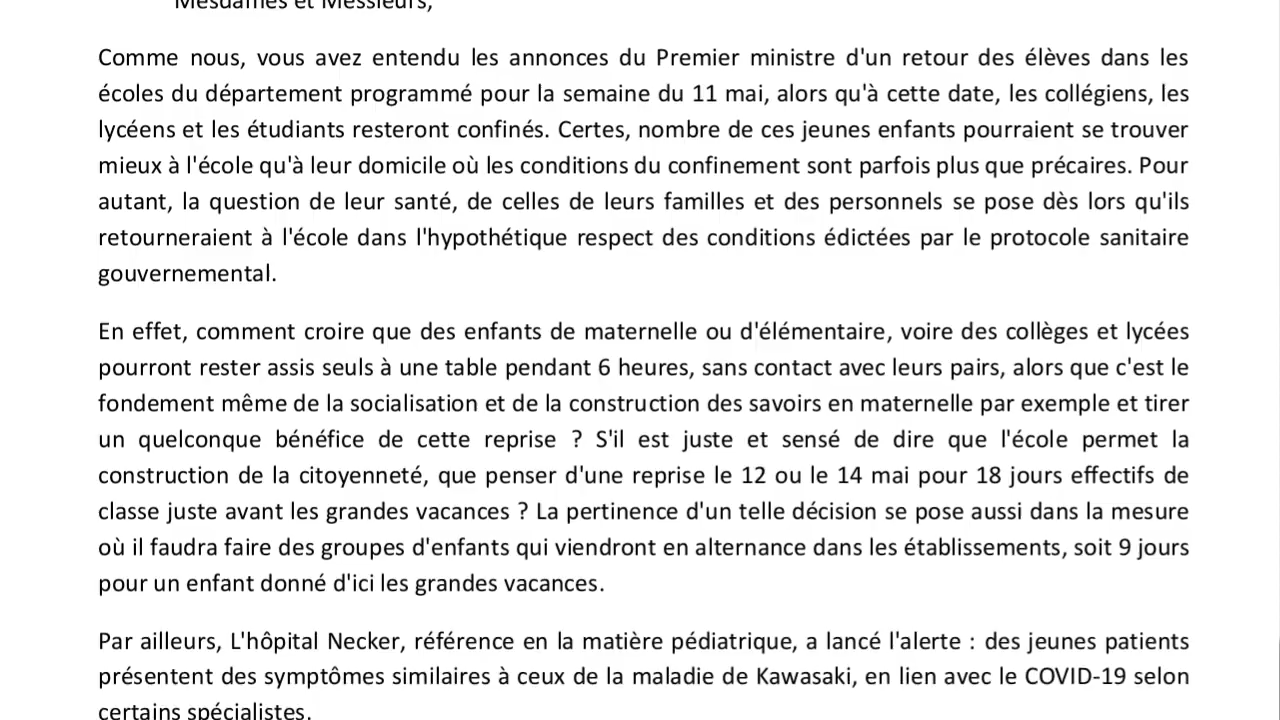 Mesdames et Messieurs,
Comme nous, vous avez entendu les annonces du Premier ministre d'un retour des élèves dans les
écoles du département programmé pour la semaine du 11 mai, alors qu'à cette date, les collégiens, les
lycéens et les étudiants resteront confinés. Certes, nombre de ces jeunes enfants pourraient se trouver
mieux à l'école qu'à leur domicile où les conditions du confinement sont parfois plus que précaires. Pour
autant, la question de leur santé, de celles de leurs familles et des personnels se pose dès lors qu'ils
retourneraient à l'école dans l'hypothétique respect des conditions édictées par le protocole sanitaire
gouvernemental.
En effet, comment croire que des enfants de maternelle ou d'élémentaire, voire des collèges et lycées
pourront rester assis seuls à une table pendant 6 heures, sans contact avec leurs pairs, alors que c'est le
fondement même de la socialisation et de la construction des savoirs en maternelle par exemple et tirer
un quelconque bénéfice de cette reprise ? S'il est juste et sensé de dire que l'école permet la
construction de la citoyenneté, que penser d'une reprise le 12 ou le 14 mai pour 18 jours effectifs de
classe juste avant les grandes vacances ? La pertinence d'un telle décision se pose aussi dans la mesure
où il faudra faire des groupes d'enfants qui viendront en alternance dans les établissements, soit 9 jours
pour un enfant donné d'ici les grandes vacances.
Par ailleurs, L'hôpital Necker, référence en la matière pédiatrique, a lancé l'alerte : des jeunes patients
présentent des symptômes similaires à ceux de la maladie de Kawasaki, en lien avec le COVID-19 selon
certains spécialistes.